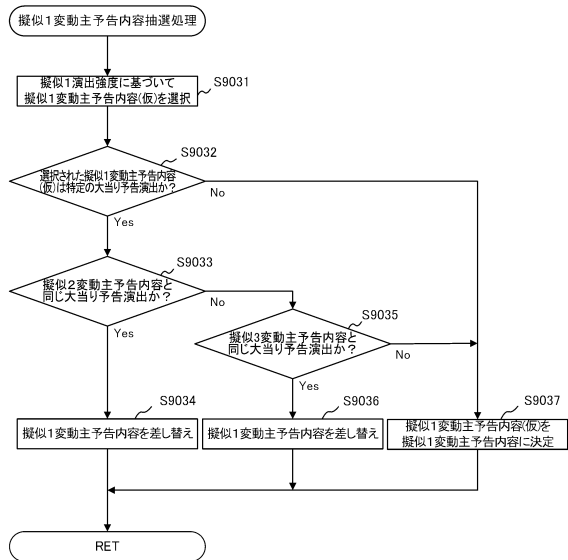 擬似１変動主予告内容抽選処理
擬似１演出強度に基づいて
擬似１変動主予告内容(仮)を選択
S9031
選択された擬似１変動主予告内容
(仮)は特定の大当り予告演出か？
S9032
No
Yes
擬似２変動主予告内容と
同じ大当り予告演出か？
S9033
No
Yes
擬似３変動主予告内容と
同じ大当り予告演出か？
S9035
No
Yes
擬似１変動主予告内容を差し替え
S9034
擬似１変動主予告内容を差し替え
S9036
擬似１変動主予告内容(仮)を
擬似１変動主予告内容に決定
S9037
RET